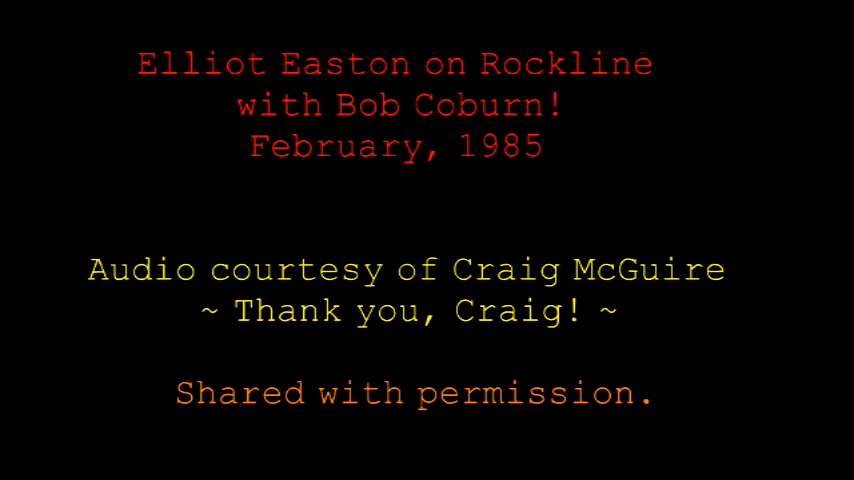 Elliot Easton on Rockline
with Bob Coburn!
February, 1985
Audio courtesy of Craig McGuire
~ Thank you, Craig! ~
Shared with permission.